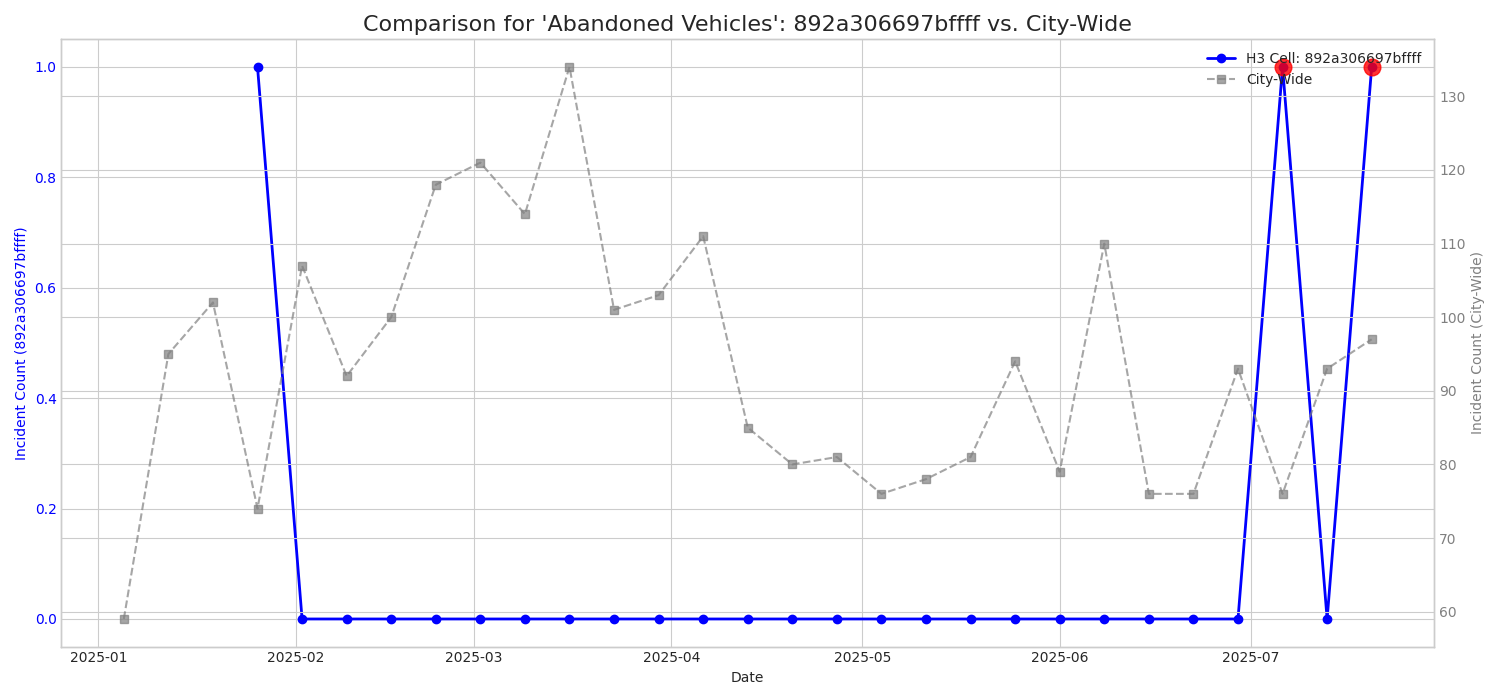 Comparison for 'Abandoned Vehicles': 892a306697bffff vs. City-Wide
H3 Cell: 892a306697bffff
City-Wide
Incident Count (892a306697bffff)
1.0
0.8
0.6
0.4
0.2
0.0
130
120
110
100
90
80
70
60
Incident Count (City-Wide)
2025-01 2025-02 2025-03 2025-04 2025-05 2025-06 2025-07
Date